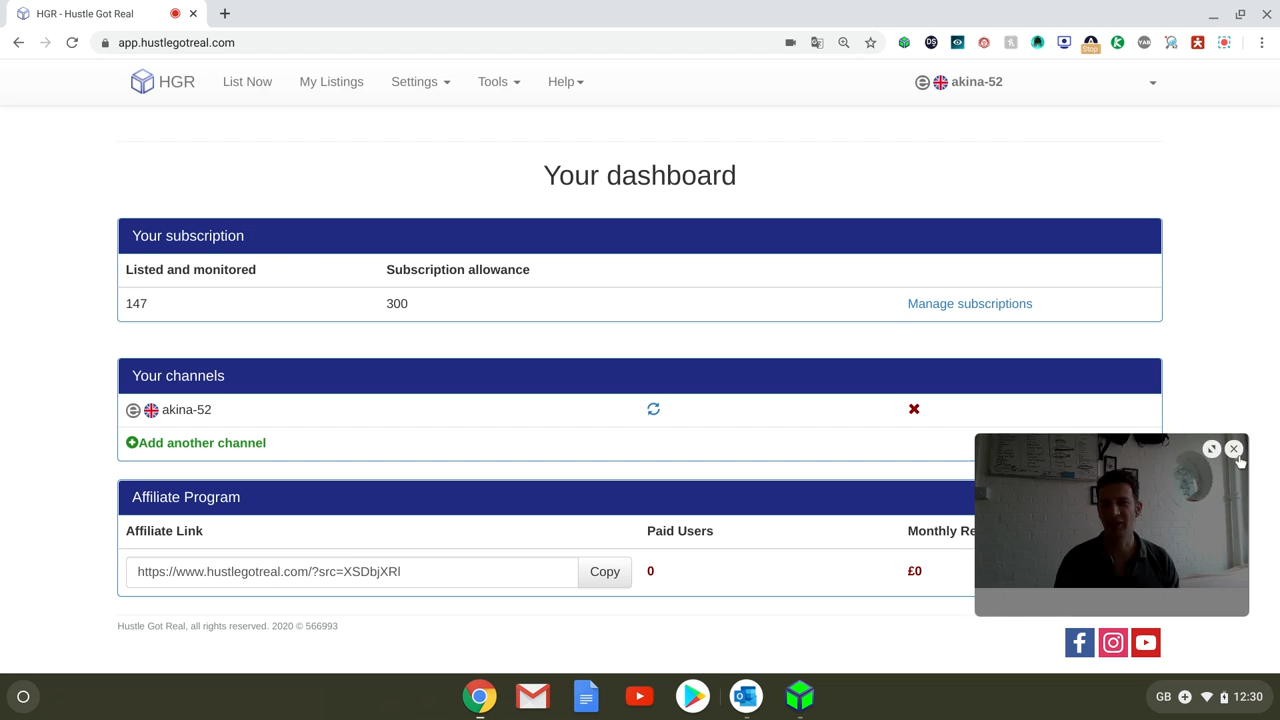 HGR - Hustle Got Real
app.hustlegotreal.com
DS
YAB
Stop
HGR
List Now
My Listings
Settings
Tools
Help
akina-52
Your dashboard
Your subscription
Listed and monitored
Subscription allowance
147
300
Manage subscriptions
Your channels
akina-52
Add another channel
Affiliate Program
Affiliate Link
Paid Users
Monthly Re
https://www.hustlegotreal.com/?src=XSDbjXRl
Copy
0
£0
Hustle Got Real, all rights reserved. 2020 © 566993
GB
12:30